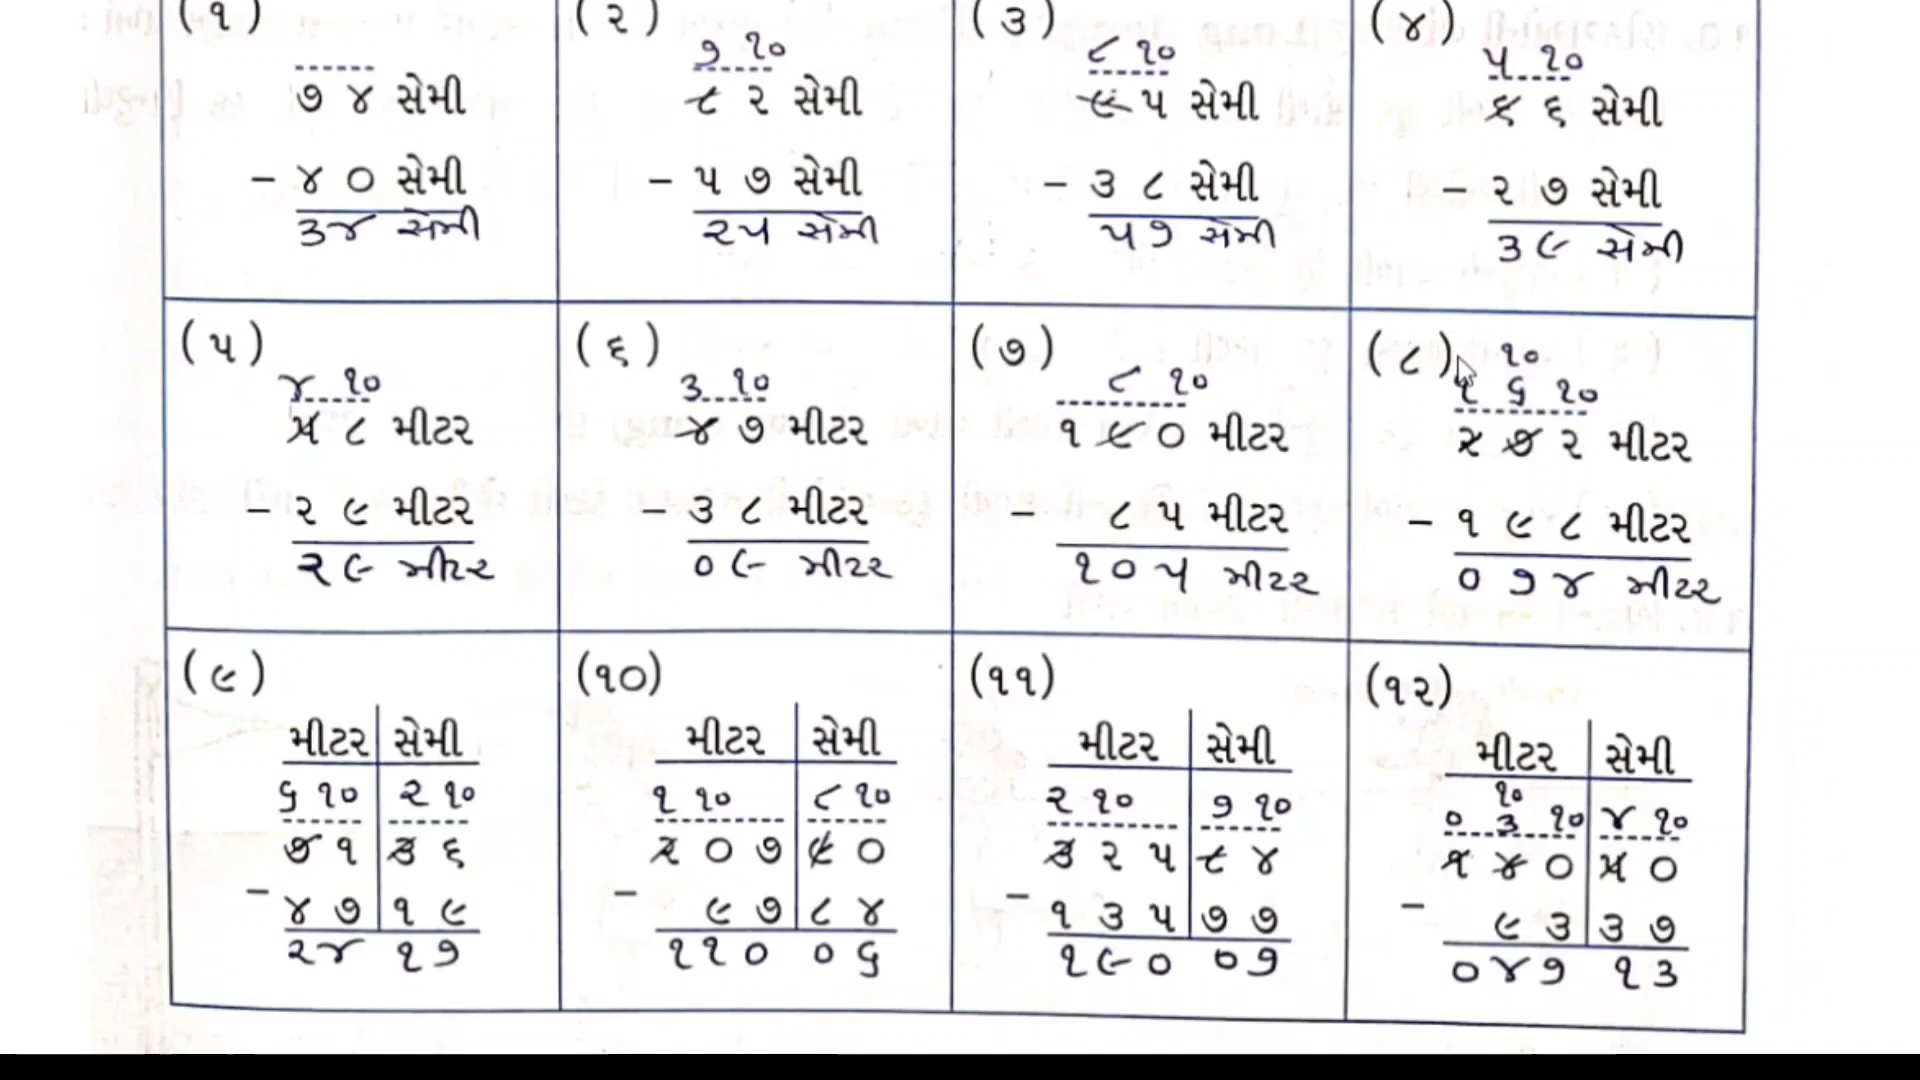 (૧)
૭ ૪ સેમી
- ૪ ૦ સેમી
૩૪ સેમી
(૨)
૭ ૧૦
૮ ૨ સેમી
- ૫ ૭ સેમી
૨૫ સેમી
(૩)
૮ ૧૦
૯ ૫ સેમી
- ૩ ૮ સેમી
૫૭ સેમી
(૪)
૫ ૧૦
૬ ૬ સેમી
- ૨ ૭ સેમી
૩૯ સેમી
(૫)
૪ ૧૦
૫ ૮ મીટર
- ૨ ૯ મીટર
૨૯ મીટર
(૬)
૩ ૧૦
૪ ૭ મીટર
- ૩ ૮ મીટર
૦૯ મીટર
(૭)
૮ ૧૦
૧ ૯ ૦ મીટર
- ૮ ૫ મીટર
૧૦૫ મીટર
(૮)
૧૦
૧ ૬ ૧૦
૨ ૭ ૨ મીટર
- ૧ ૯ ૮ મીટર
૦૭૪ મીટર
(૯)
મીટર સેમી
૬ ૧૦ ૨ ૧૦
૭ ૧ ૩ ૬
- ૪ ૭ ૧ ૯
૨૪ ૧૭
(૧૦)
મીટર સેમી
૧ ૧૦ ૮ ૧૦
૨ ૦ ૭ ૯ ૦
- ૯ ૭ ૮ ૪
૧૧૦ ૦૬
(૧૧)
મીટર સેમી
૨ ૧૦ ૭ ૧૦
૩ ૨ ૫ ૮ ૪
- ૧ ૩ ૫ ૭ ૭
૧૯૦ ૦૭
(૧૨)
મીટર સેમી
૧૦
૦ ૩ ૧૦ ૪ ૧૦
૧ ૪ ૦ ૫ ૦
- ૯ ૩ ૩ ૭
૦૪૭ ૧૩